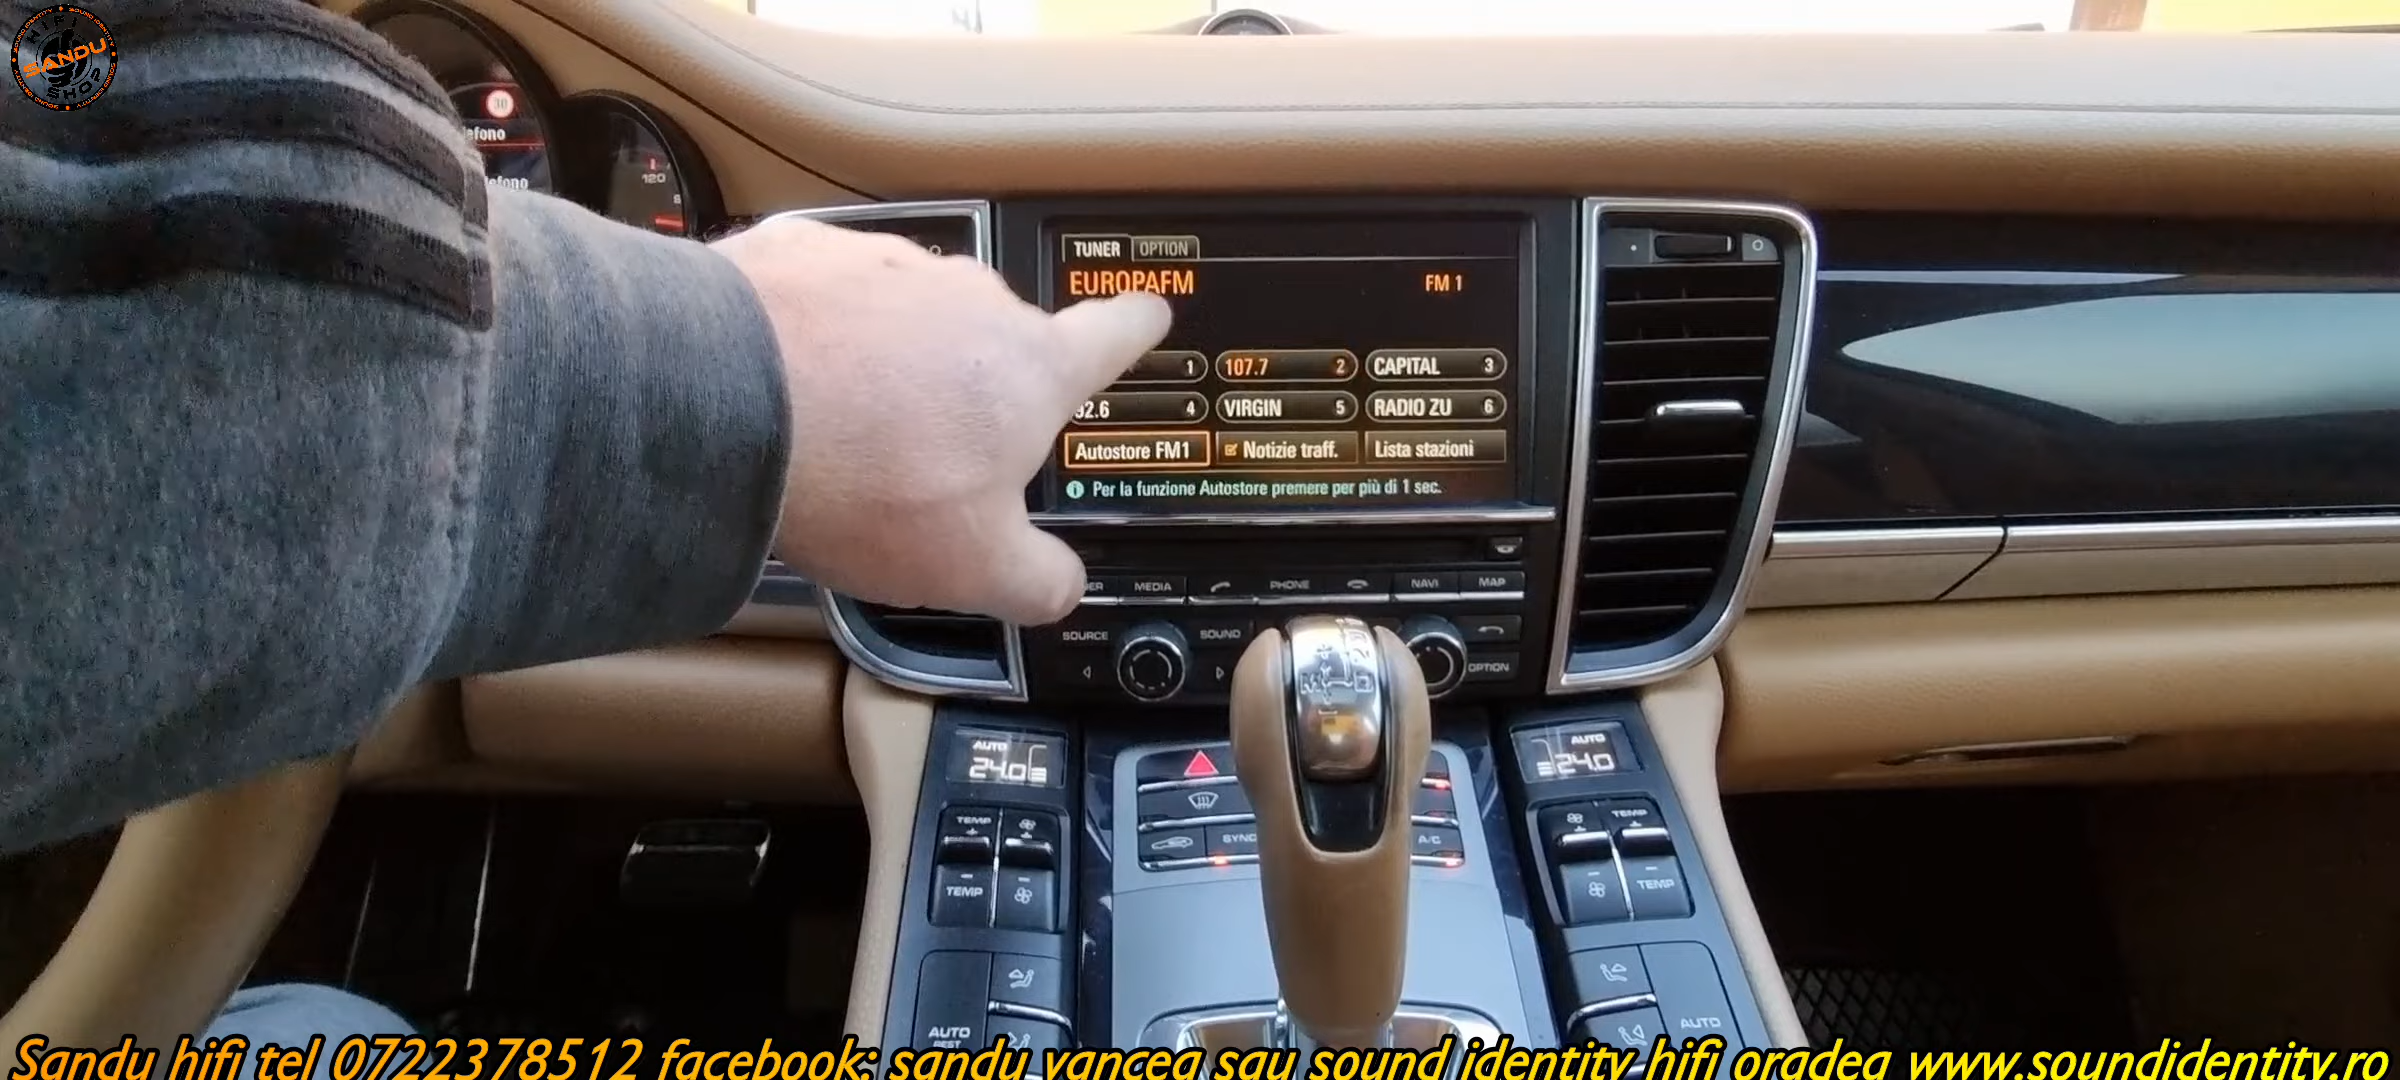 HIFI
SANDU
SHOP
30
efono
efono
120
TUNER OPTION
EUROPAFM FM 1
1 107.7 2 CAPITAL 3
92.6 4 VIRGIN 5 RADIO ZU 6
Autostore FM1 Notizie traff. Lista stazioni
Per la funzione Autostore premere per più di 1 sec.
MEDIA PHONE NAVI MAP
SOURCE SOUND
OPTION
AUTO
24.0
AUTO
24.0
TEMP
TEMP
SYNC A/C
TEMP
TEMP
AUTO
REST
AUTO
Sandu hifi tel 0722378512 facebook: sandu vancea sau sound identity hifi oradea www.soundidentity.ro